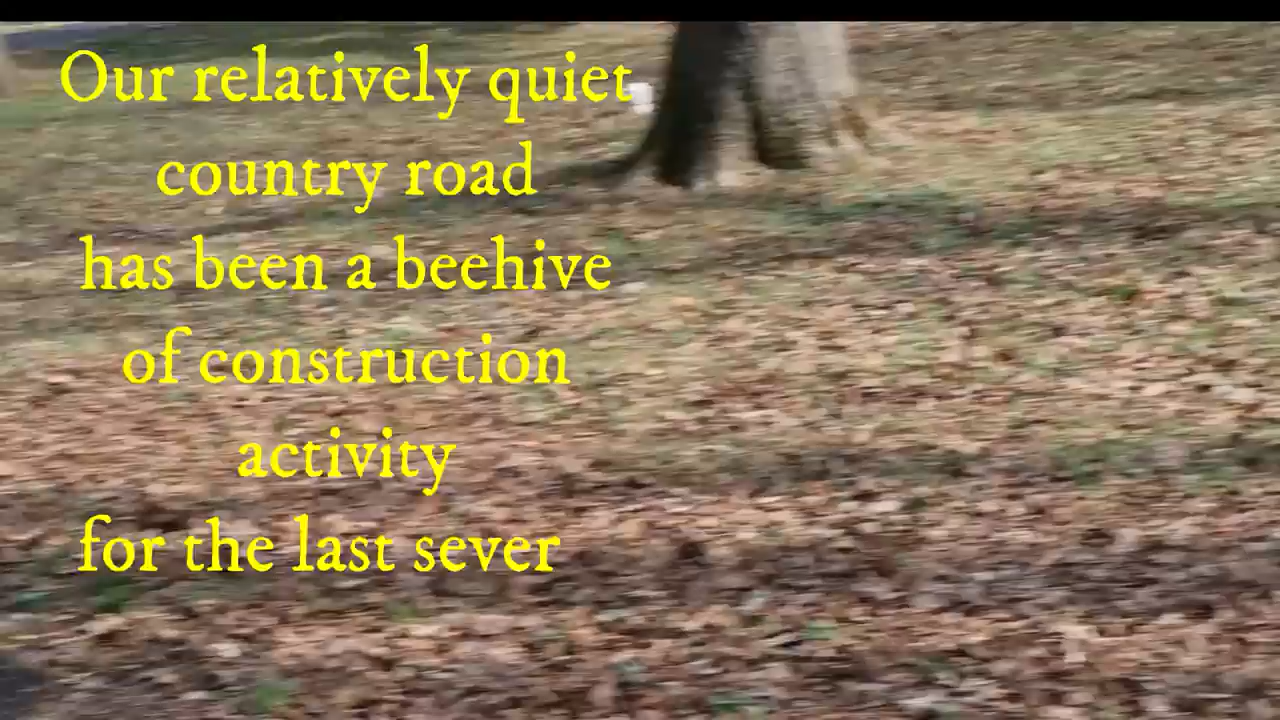 Our relatively quiet
country road
has been a beehive
of construction
activity
for the last sever